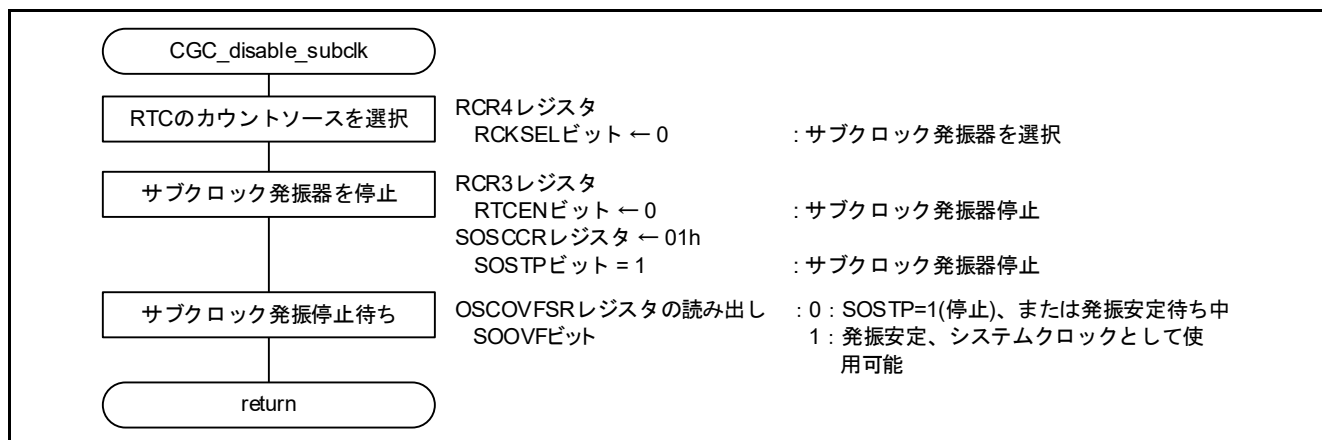 CGC_disable_subclk
RTCのカウントソースを選択
RCR4レジスタ
RCKSELビット ← 0 : サブクロック発振器を選択
サブクロック発振器を停止
RCR3レジスタ
RTCENビット ← 0 : サブクロック発振器停止
SOSCCRレジスタ ← 01h
SOSTPビット = 1 : サブクロック発振器停止
サブクロック発振停止待ち
OSCOVFSRレジスタの読み出し : 0 : SOSTP=1(停止)、または発振安定待ち中
SOOVFビット 1 : 発振安定、システムクロックとして使
用可能
return